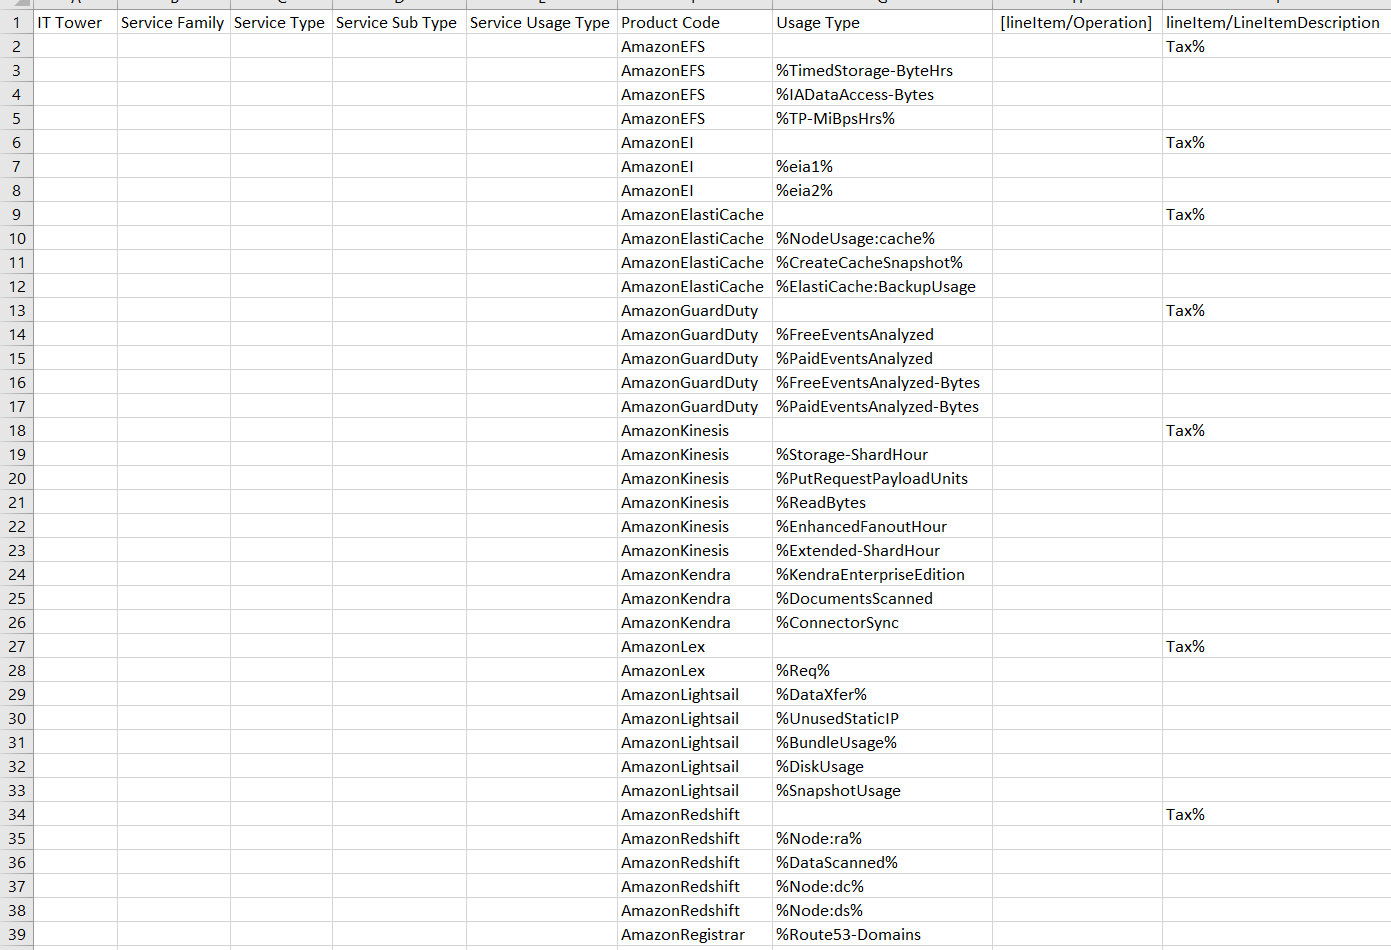 1 IT Tower Service Family Service Type Service Sub Type Service Usage Type Product Code Usage Type [lineItem/Operation] lineItem/LineItemDescription
2 AmazonEFS Tax%
3 AmazonEFS %TimedStorage-ByteHrs
4 AmazonEFS %IADataAccess-Bytes
5 AmazonEFS %TP-MiBpsHrs%
6 AmazonEI Tax%
7 AmazonEI %eia1%
8 AmazonEI %eia2%
9 AmazonElastiCache Tax%
10 AmazonElastiCache %NodeUsage:cache%
11 AmazonElastiCache %CreateCacheSnapshot%
12 AmazonElastiCache %ElastiCache:BackupUsage
13 AmazonGuardDuty Tax%
14 AmazonGuardDuty %FreeEventsAnalyzed
15 AmazonGuardDuty %PaidEventsAnalyzed
16 AmazonGuardDuty %FreeEventsAnalyzed-Bytes
17 AmazonGuardDuty %PaidEventsAnalyzed-Bytes
18 AmazonKinesis Tax%
19 AmazonKinesis %Storage-ShardHour
20 AmazonKinesis %PutRequestPayloadUnits
21 AmazonKinesis %ReadBytes
22 AmazonKinesis %EnhancedFanoutHour
23 AmazonKinesis %Extended-ShardHour
24 AmazonKendra %KendraEnterpriseEdition
25 AmazonKendra %DocumentsScanned
26 AmazonKendra %ConnectorSync
27 AmazonLex Tax%
28 AmazonLex %Req%
29 AmazonLightsail %DataXfer%
30 AmazonLightsail %UnusedStaticIP
31 AmazonLightsail %BundleUsage%
32 AmazonLightsail %DiskUsage
33 AmazonLightsail %SnapshotUsage
34 AmazonRedshift Tax%
35 AmazonRedshift %Node:ra%
36 AmazonRedshift %DataScanned%
37 AmazonRedshift %Node:dc%
38 AmazonRedshift %Node:ds%
39 AmazonRegistrar %Route53-Domains